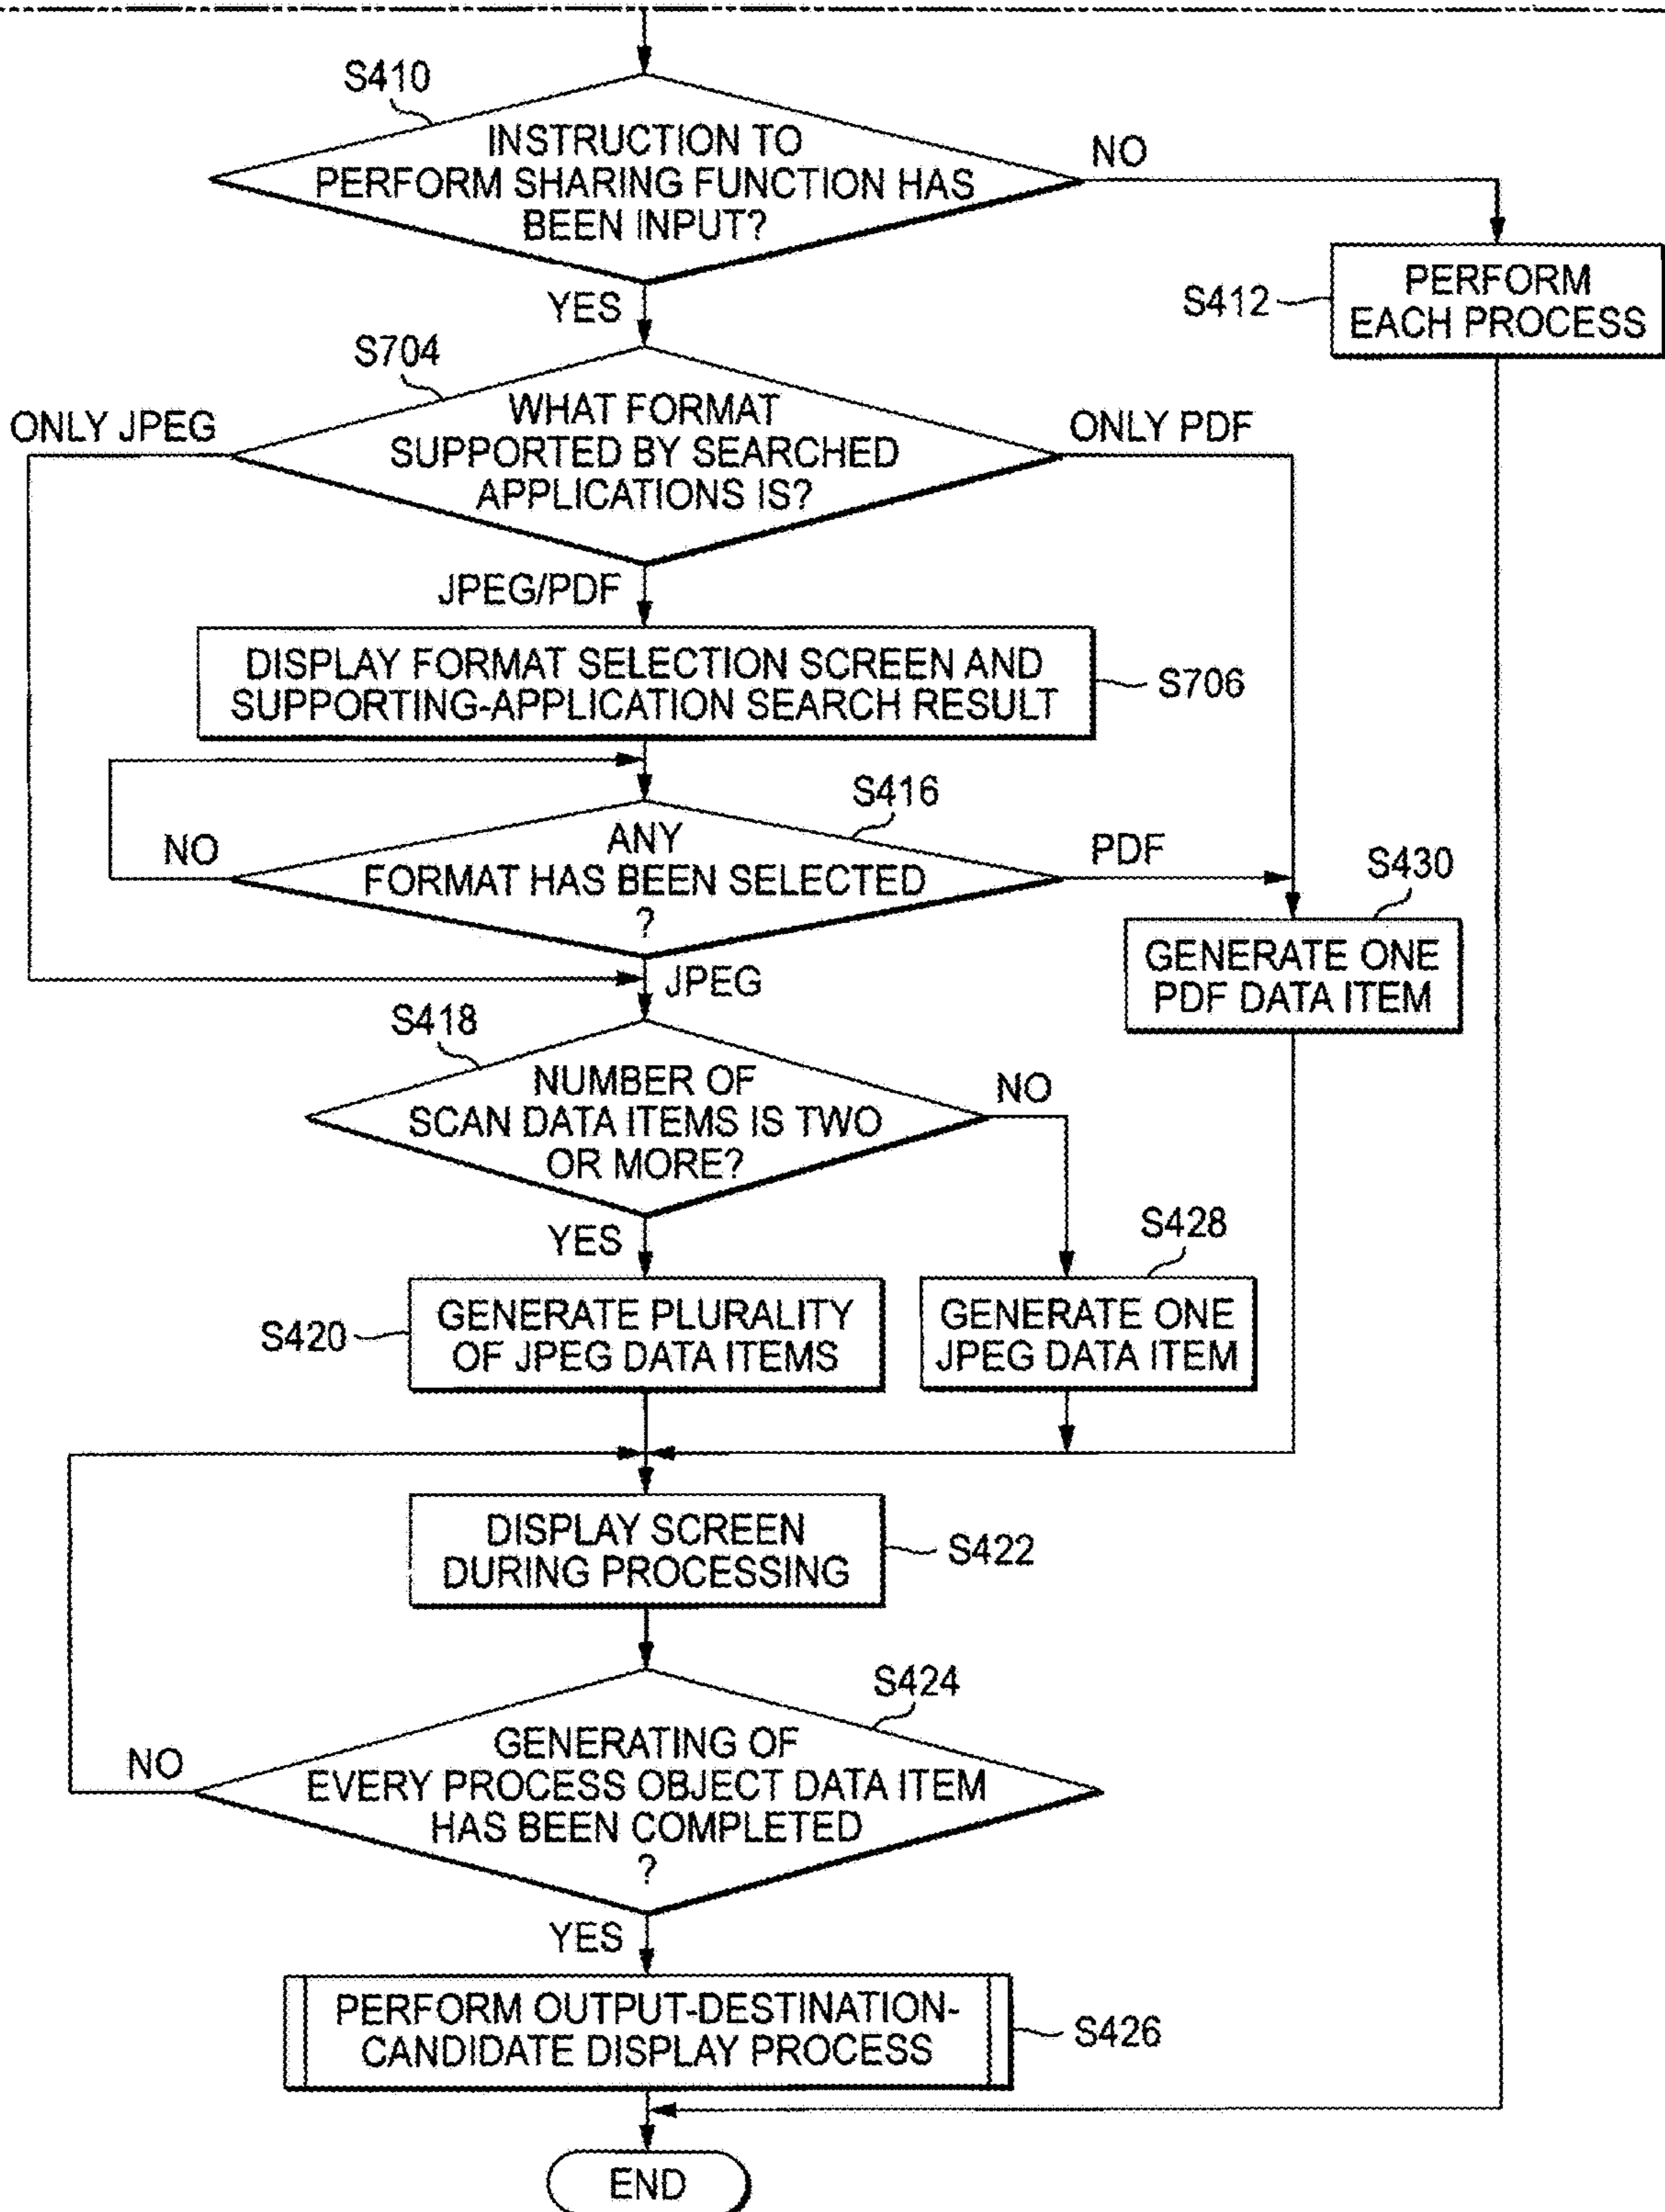 S410
INSTRUCTION TO
PERFORM SHARING FUNCTION HAS
BEEN INPUT?
NO
YES
S412
PERFORM
EACH PROCESS
S704
WHAT FORMAT
SUPPORTED BY SEARCHED
APPLICATIONS IS?
ONLY JPEG
ONLY PDF
JPEG/PDF
DISPLAY FORMAT SELECTION SCREEN AND
SUPPORTING-APPLICATION SEARCH RESULT
S706
S416
ANY
FORMAT HAS BEEN SELECTED
?
NO
PDF
JPEG
S430
GENERATE ONE
PDF DATA ITEM
S418
NUMBER OF
SCAN DATA ITEMS IS TWO
OR MORE?
NO
YES
S420
GENERATE PLURALITY
OF JPEG DATA ITEMS
S428
GENERATE ONE
JPEG DATA ITEM
DISPLAY SCREEN
DURING PROCESSING
S422
S424
GENERATING OF
EVERY PROCESS OBJECT DATA ITEM
HAS BEEN COMPLETED
?
NO
YES
PERFORM OUTPUT-DESTINATION-
CANDIDATE DISPLAY PROCESS
S426
END